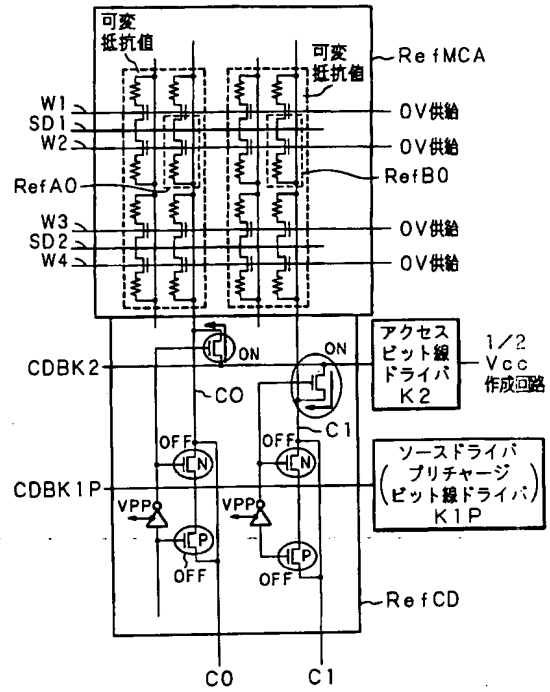 可変
抵抗値
可変
抵抗値
RefMCA
W1
0V供給
SD1
W2
0V供給
RefA0
RefB0
W3
0V供給
SD2
W4
0V供給
ON
CDBK2
ON
アクセス
ビット線
ドライバ
K2
1/2
Vcc
作成回路
C0
C1
OFF
N
OFF
N
CDBK1P
ソースドライバ
(プリチャージ
ビット線ドライバ)
K1P
VPP
VPP
P
OFF
P
OFF
RefCD
C0
C1